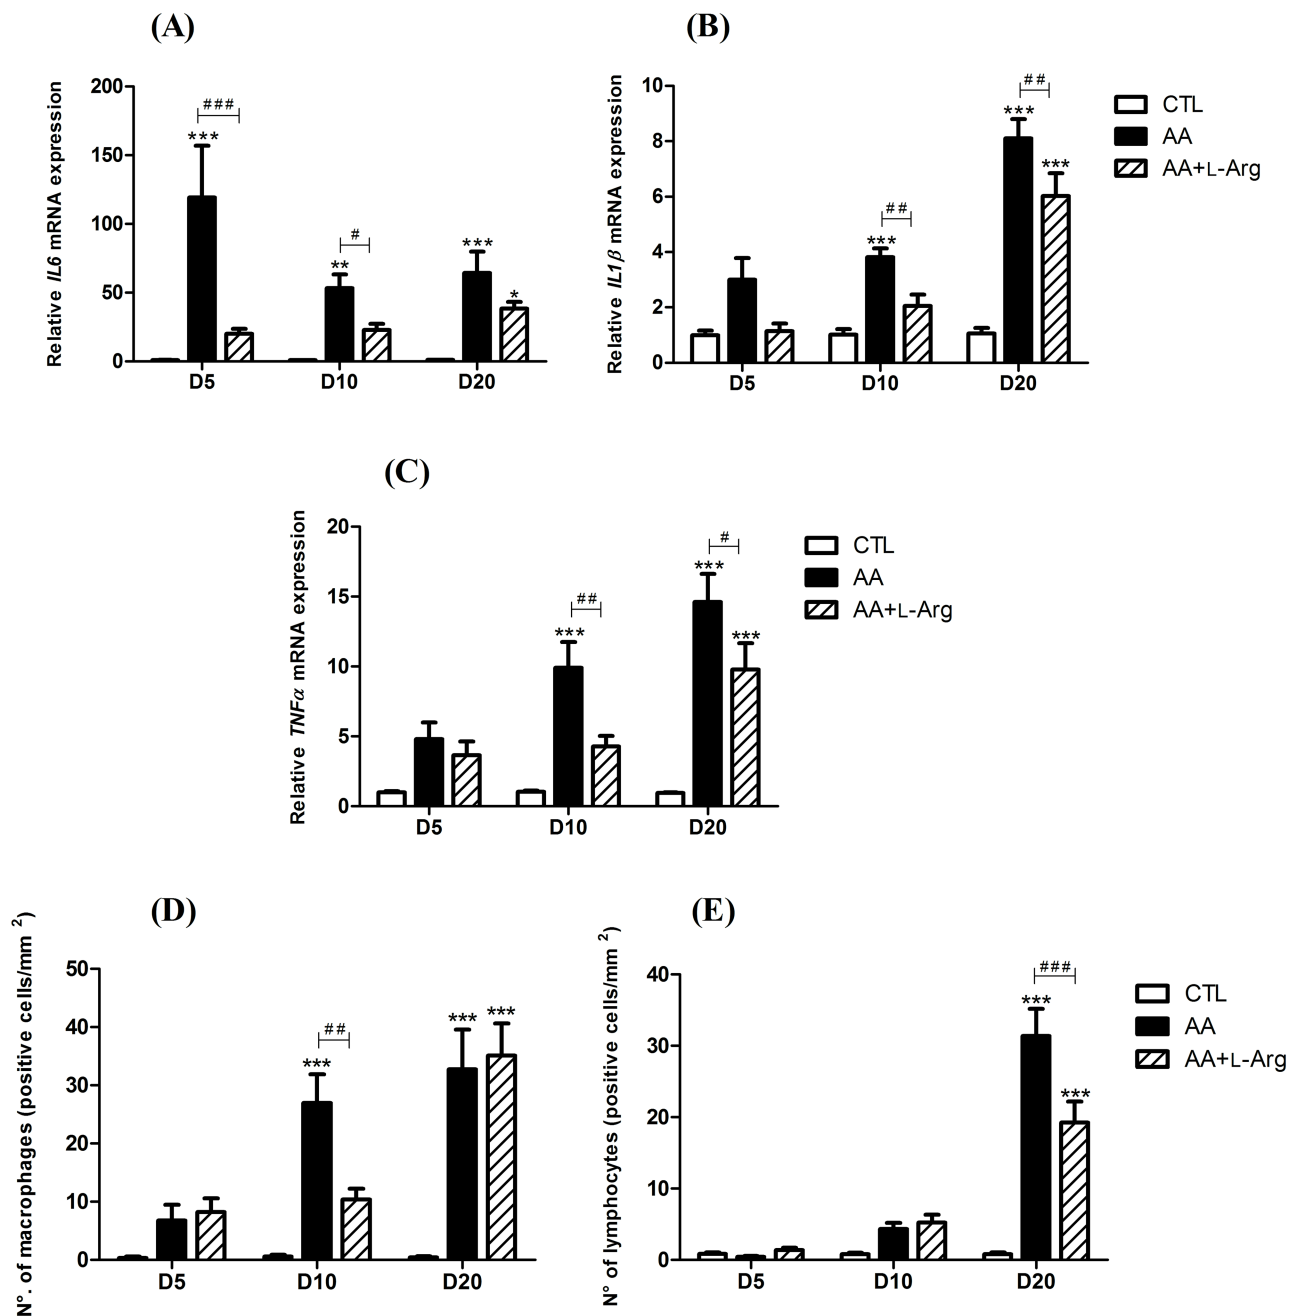 (A)
Relative IL6 mRNA expression
200
150
100
50
0
###
***
#
**
***
*
D5 D10 D20
(B)
Relative IL1β mRNA expression
10
8
6
4
2
0
##
***
***
##
***
D5 D10 D20
CTL
AA
AA+L-Arg
(C)
Relative TNFα mRNA expression
20
15
10
5
0
#
***
##
***
***
D5 D10 D20
CTL
AA
AA+L-Arg
(D)
N°. of macrophages (positive cells/mm 2)
50
40
30
20
10
0
##
***
***
***
D5 D10 D20
(E)
N° of lymphocytes (positive cells/mm 2)
40
30
20
10
0
###
***
***
D5 D10 D20
CTL
AA
AA+L-Arg